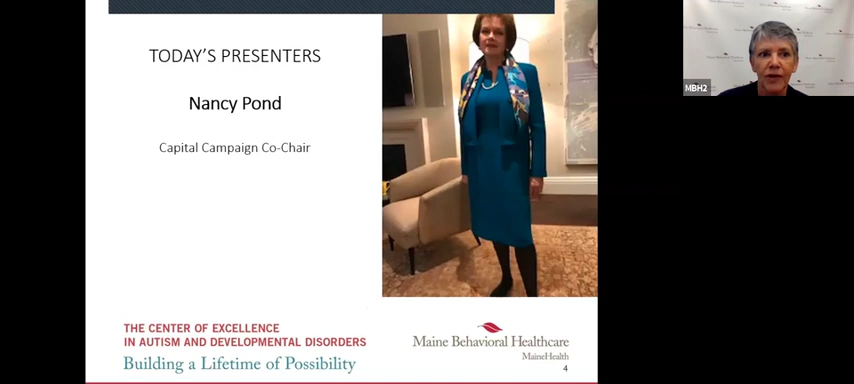 TODAY'S PRESENTERS
Nancy Pond
Capital Campaign Co-Chair
THE CENTER OF EXCELLENCE
IN AUTISM AND DEVELOPMENTAL DISORDERS
Building a Lifetime of Possibility
Maine Behavioral Healthcare
MaineHealth
4
MBH2